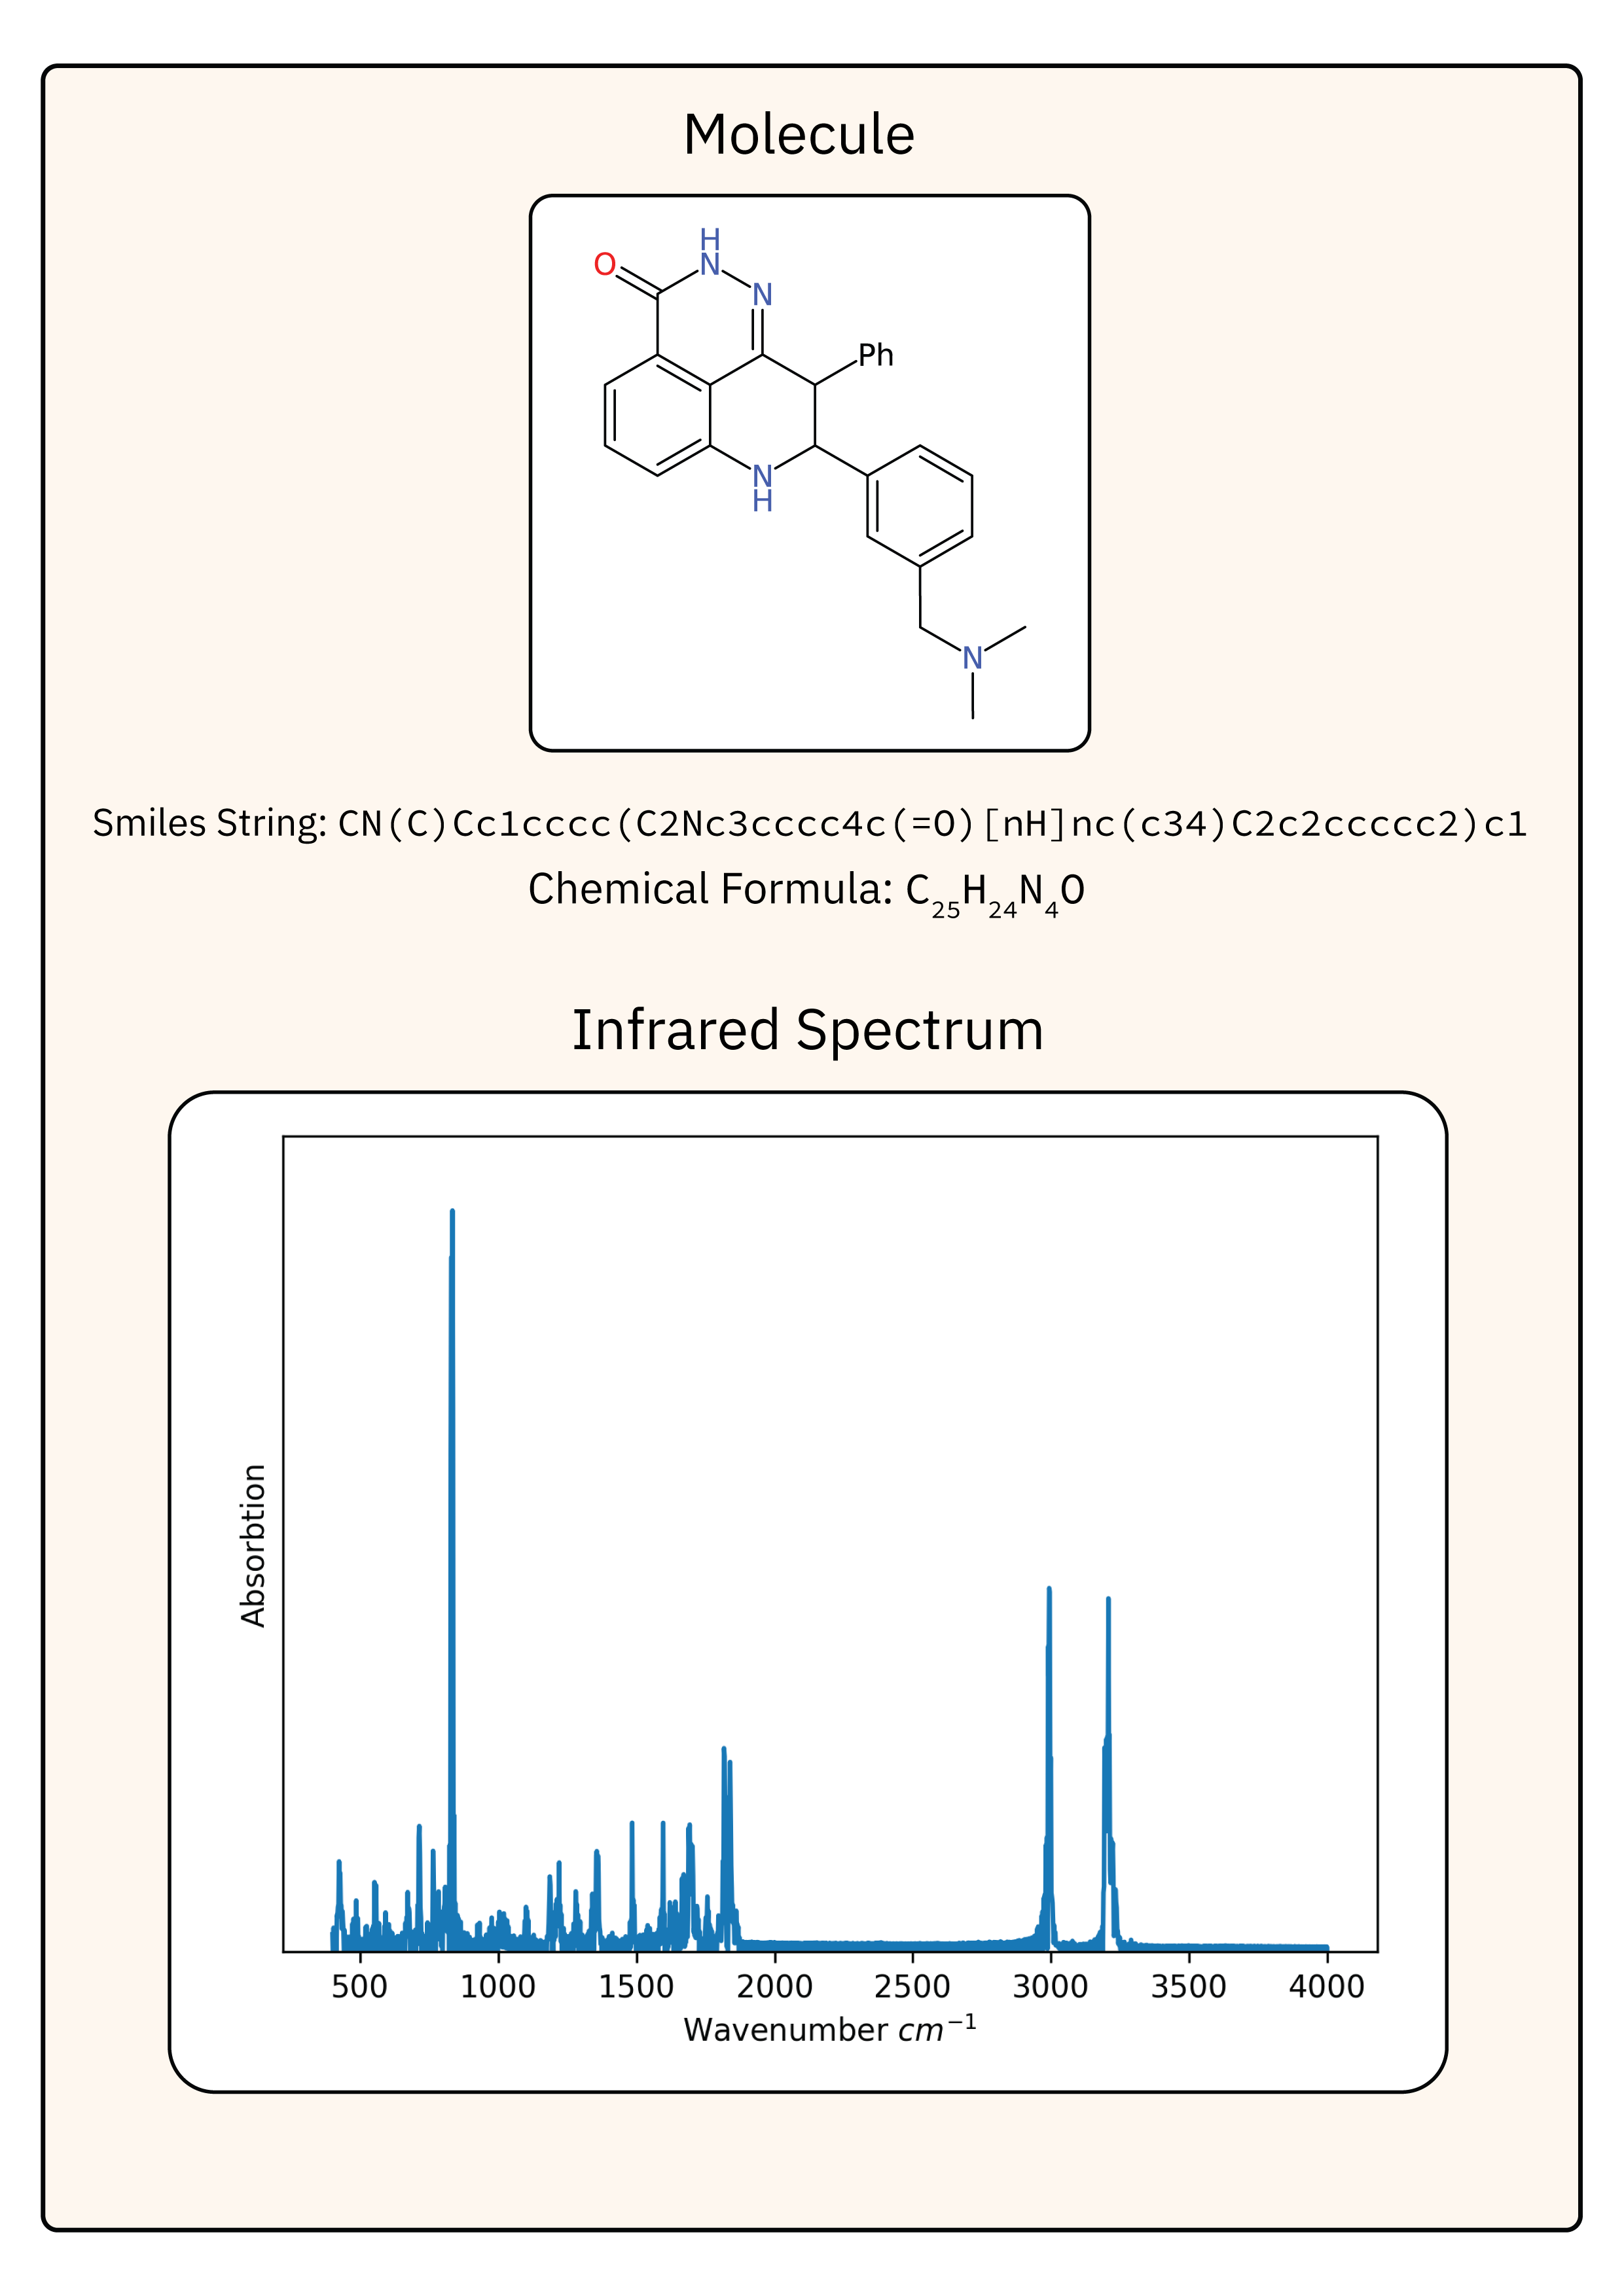 Molecule
H
O N
N
Ph
N
H
N
Smiles String: CN(C)Cc1cccc(C2Nc3cccc4c(=O)[nH]nc(c34)C2c2ccccc2)c1
Chemical Formula: C₂₅H₂₄N₄O
Infrared Spectrum
Absorbtion
500 1000 1500 2000 2500 3000 3500 4000
Wavenumber cm⁻¹